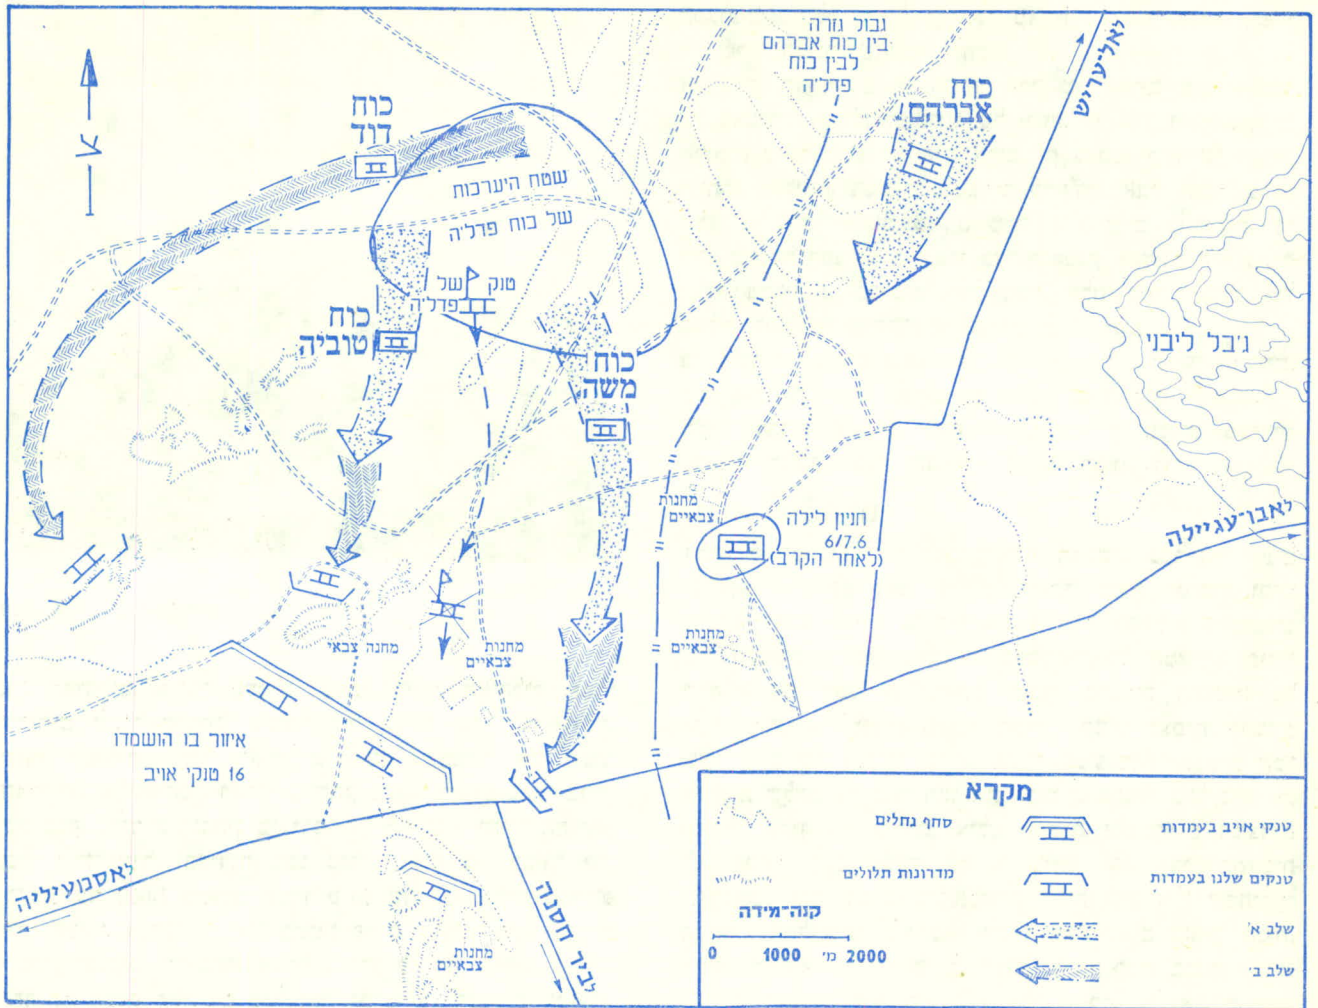 גבול גזרה
בין כוח אברהם
לבין כוח
פדל״ה
כוח
אברהם
לאל־עריש
כוח
דוד
שטח היערכות
של כוח פדל״ה
טנק של
פדל״ה
כוח
טוביה
כוח
משה
ג׳בל ליבני
לאבו־עגיילה
מחנות
צבאיים
חניון לילה
6/7.6
(לאחר הקרב)
מחנות
צבאיים
מחנה צבאי
מחנות
צבאיים
איזור בו הושמדו
16 טנקי אויב
לאסמעיליה
לביר חסנה
מחנות
צבאיים
מקרא
טנקי אויב בעמדות
סחף נחלים
טנקים שלנו בעמדות
מדרונות תלולים
שלב א'
שלב ב'
קנה־מידה
0 1000 מ' 2000